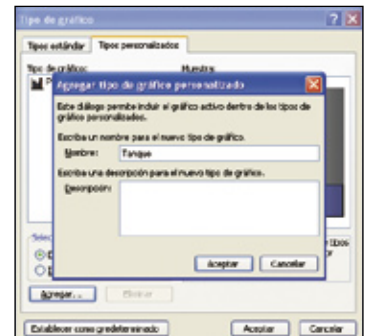 Tipo de gráfico
Tipos estándar Tipos personalizados
Tipo de gráfico: Muestra:
Agregar tipo de gráfico personalizado
Este diálogo permite incluir el gráfico activo dentro de los tipos de
gráfico personalizados.
Escriba un nombre para el nuevo tipo de gráfico.
Nombre: Tanque
Escriba una descripción para el nuevo tipo de gráfico.
Descripción:
Selec
tipos
Aceptar Cancelar
Agregar... Eliminar
Establecer como predeterminado Aceptar Cancelar